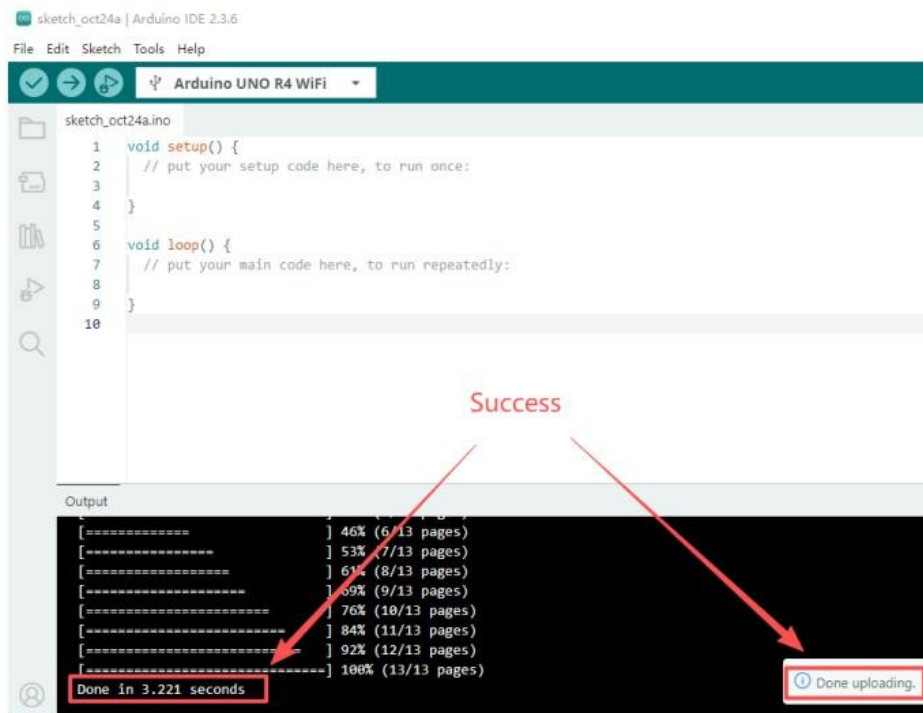 sketch_oct24a | Arduino IDE 2.3.6
File Edit Sketch Tools Help
Arduino UNO R4 WiFi
sketch_oct24a.ino
1 void setup() {
2 // put your setup code here, to run once:
3
4 }
5
6 void loop() {
7 // put your main code here, to run repeatedly:
8
9 }
10
Success
Output
[============= ] 46% (6/13 pages)
[================ ] 53% (7/13 pages)
[================== ] 61% (8/13 pages)
[==================== ] 69% (9/13 pages)
[======================= ] 76% (10/13 pages)
[========================= ] 84% (11/13 pages)
[=========================== ] 92% (12/13 pages)
[==============================] 100% (13/13 pages)
Done in 3.221 seconds
Done uploading.